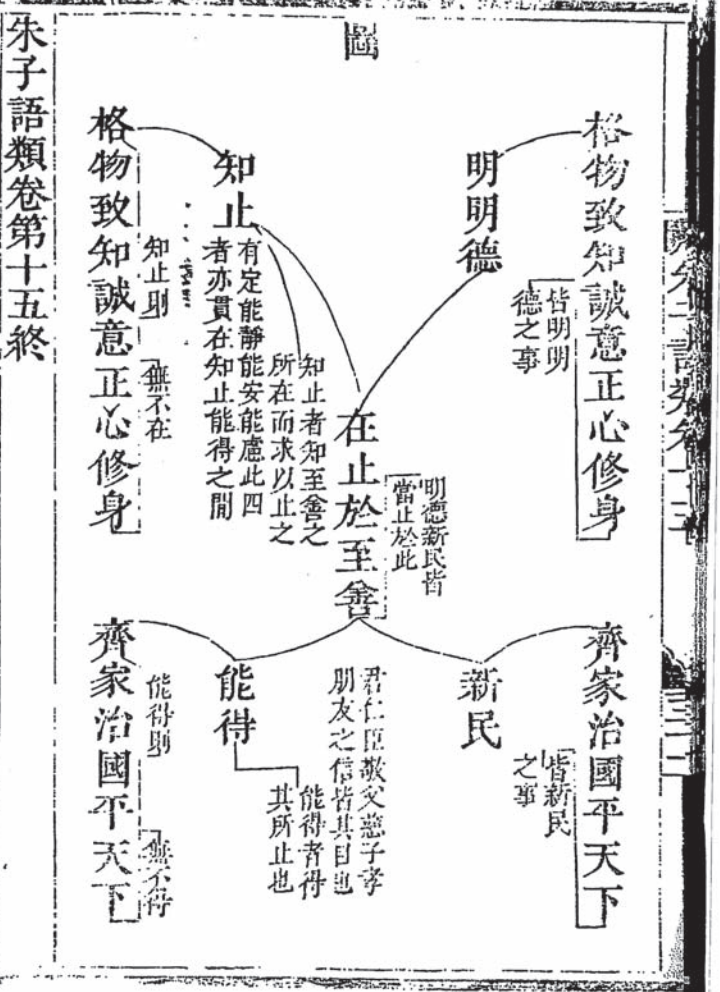 圖
格物致知誠意正心修身
皆明明
德之事
齊家治國平天下
皆新民
之事
明明德
新民
明德新民皆
當止於此
在止於至善
君仁臣敬父慈子孝
朋友之信皆其目也
知止者知至善之
所在而求以止之
知止
有定能靜能安能慮此四
者亦貫在知止能得之閒
能得
能得者得
其所止也
知止則
無不在
格物致知誠意正心修身
能得則
無不得
齊家治國平天下
朱子語類卷第十五終